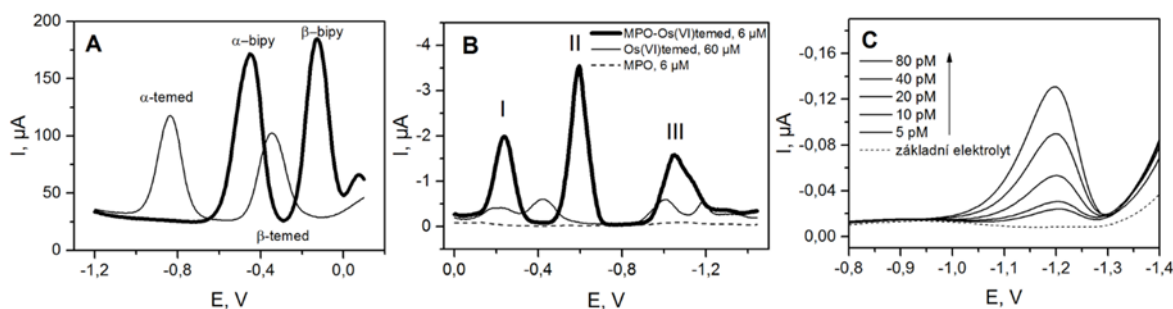 A
200
150
100
50
0
I, µA
α-temed
α–bipy
β–bipy
β-temed
-1,2
-0,8
-0,4
0,0
E, V
B
-4
-3
-2
-1
0
I, µA
MPO-Os(VI)temed, 6 µM
Os(VI)temed, 60 µM
MPO, 6 µM
I
II
III
0,0
-0,4
-0,8
-1,2
E, V
C
-0,16
-0,12
-0,08
-0,04
0,00
I, µA
80 pM
40 pM
20 pM
10 pM
5 pM
základní elektrolyt
-0,8
-0,9
-1,0
-1,1
-1,2
-1,3
-1,4
E, V